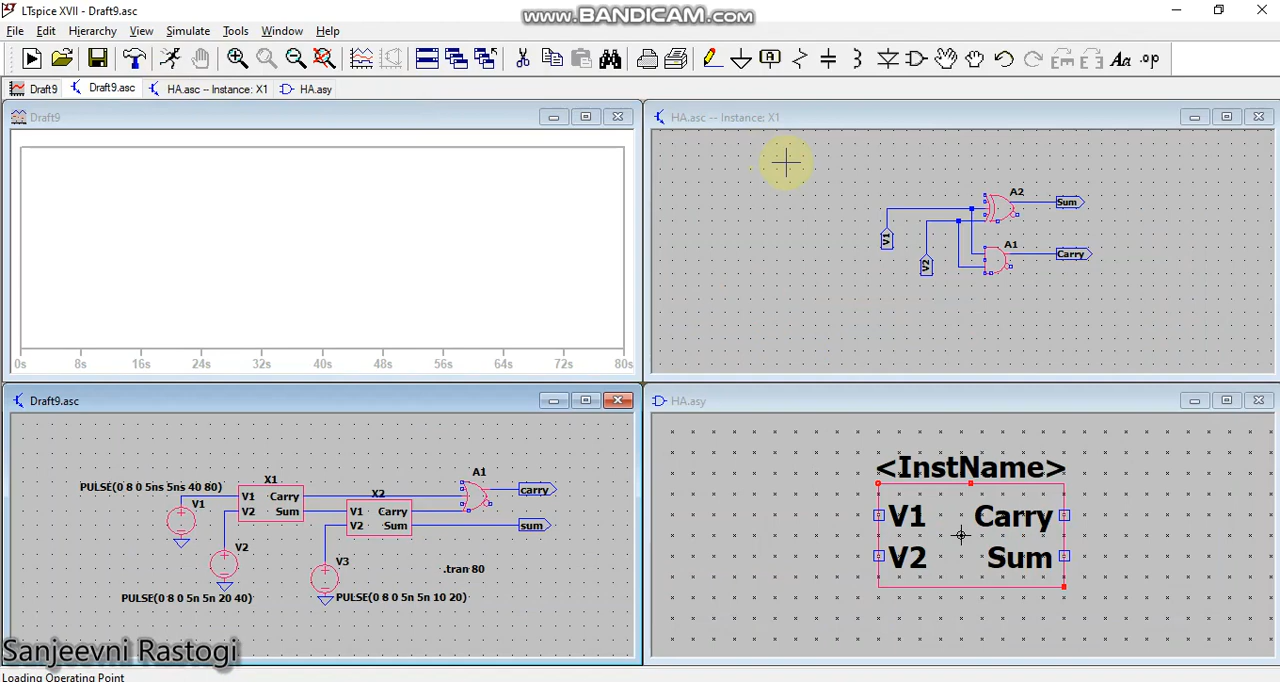 LTspice XVII - Draft9.asc
www.BANDICAM.com
File Edit Hierarchy View Simulate Tools Window Help
Draft9 Draft9.asc HA.asc -- Instance: X1 HA.asy
Draft9
0s 8s 16s 24s 32s 40s 48s 56s 64s 72s 80s
HA.asc -- Instance: X1
A2
Sum
V1
A1
V2
Carry
Draft9.asc
A1
PULSE(0 8 0 5ns 5ns 40 80)
X1
V1
V1 Carry
V2 Sum
X2
V1 Carry
V2 Sum
carry
sum
V2
V3
.tran 80
PULSE(0 8 0 5n 5n 20 40)
PULSE(0 8 0 5n 5n 10 20)
HA.asy
<InstName>
V1 Carry
V2 Sum
Sanjeevni Rastogi
Loading Operating Point